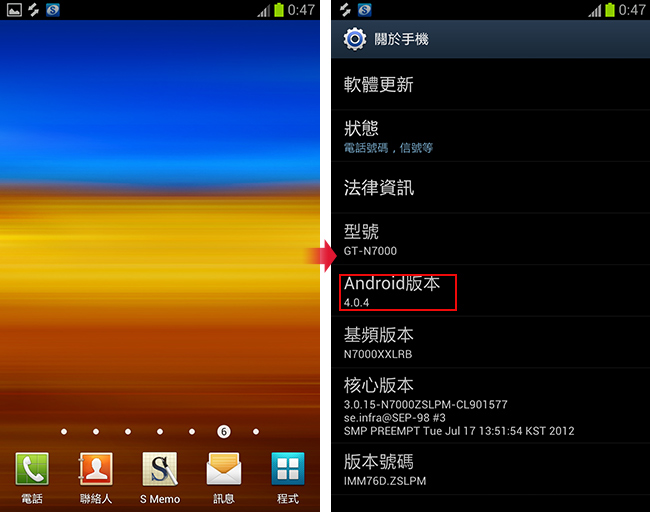 0:47
6
電話
聯絡人
S Memo
訊息
程式
0:47
關於手機
軟體更新
狀態
電話號碼，信號等
法律資訊
型號
GT-N7000
Android版本
4.0.4
基頻版本
N7000XXLRB
核心版本
3.0.15-N7000ZSLPM-CL901577
se.infra@SEP-98 #3
SMP PREEMPT Tue Jul 17 13:51:54 KST 2012
版本號碼
IMM76D.ZSLPM